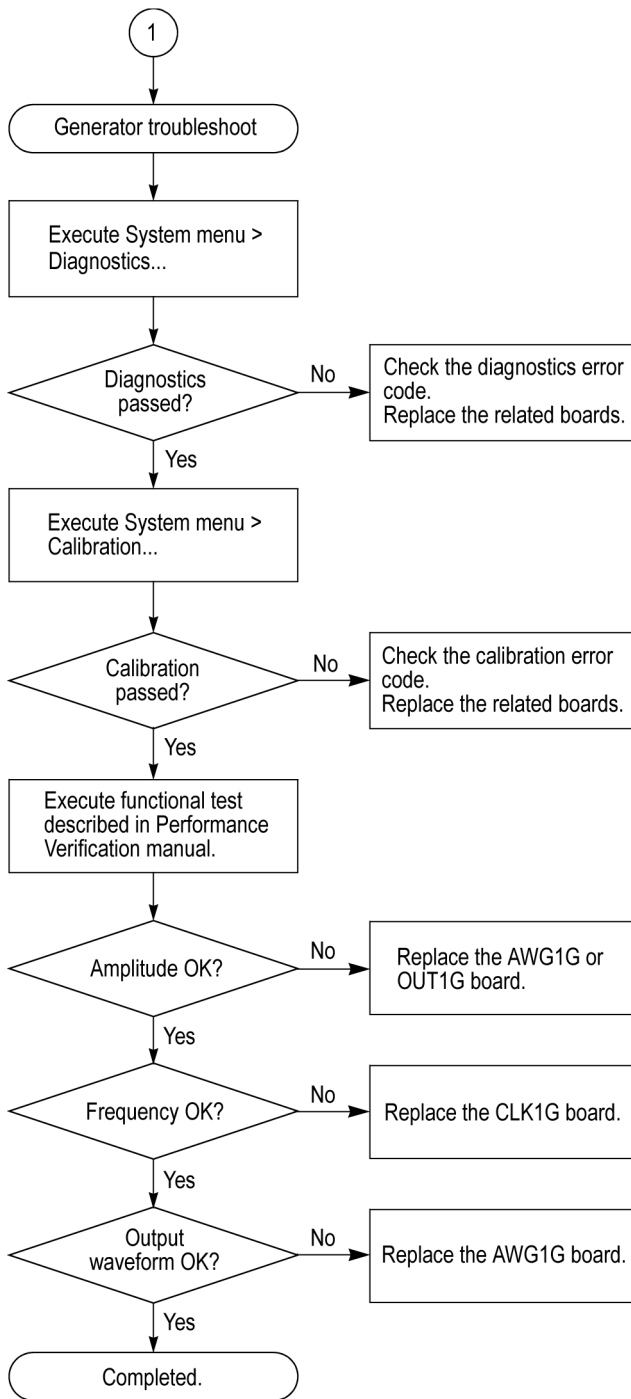 1
Generator troubleshoot
Execute System menu >
Diagnostics...
Diagnostics
passed?
No
Check the diagnostics error
code.
Replace the related boards.
Yes
Execute System menu >
Calibration...
Calibration
passed?
No
Check the calibration error
code.
Replace the related boards.
Yes
Execute functional test
described in Performance
Verification manual.
Amplitude OK?
No
Replace the AWG1G or
OUT1G board.
Yes
Frequency OK?
No
Replace the CLK1G board.
Yes
Output
waveform OK?
No
Replace the AWG1G board.
Yes
Completed.